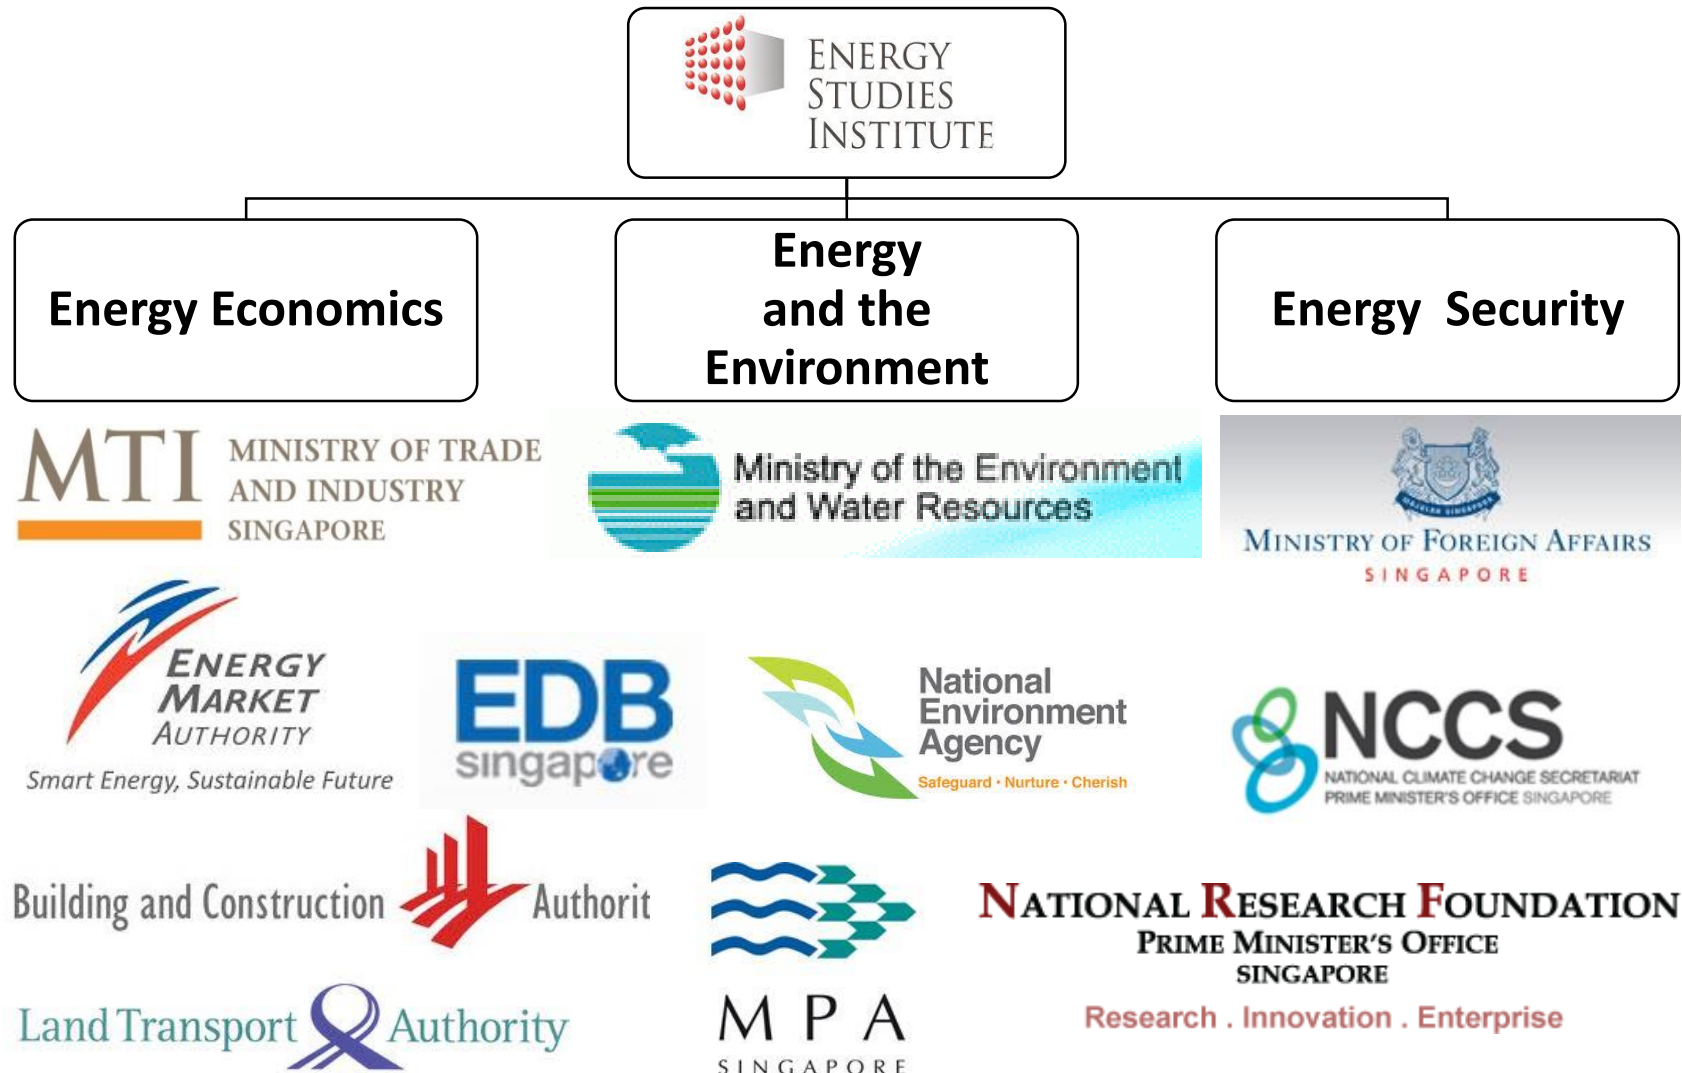 ENERGY
STUDIES
INSTITUTE
Energy Economics
Energy
and the
Environment
Energy Security
MTI
MINISTRY OF TRADE
AND INDUSTRY
SINGAPORE
Ministry of the Environment
and Water Resources
MINISTRY OF FOREIGN AFFAIRS
SINGAPORE
ENERGY
MARKET
AUTHORITY
Smart Energy, Sustainable Future
EDB
singapore
National
Environment
Agency
Safeguard · Nurture · Cherish
NCCS
NATIONAL CLIMATE CHANGE SECRETARIAT
PRIME MINISTER'S OFFICE SINGAPORE
Building and Construction Authorit
MPA
SINGAPORE
NATIONAL RESEARCH FOUNDATION
PRIME MINISTER'S OFFICE
SINGAPORE
Research . Innovation . Enterprise
Land Transport Authority